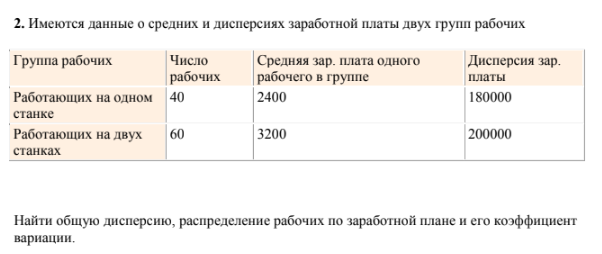 2. Имеются данные о средних и дисперсиях заработной платы двух групп рабочих
Группа рабочих Число рабочих Средняя зар. плата одного рабочего в группе Дисперсия зар. платы
Работающих на одном станке 40 2400 180000
Работающих на двух станках 60 3200 200000
Найти общую дисперсию, распределение рабочих по заработной плане и его коэффициент
вариации.